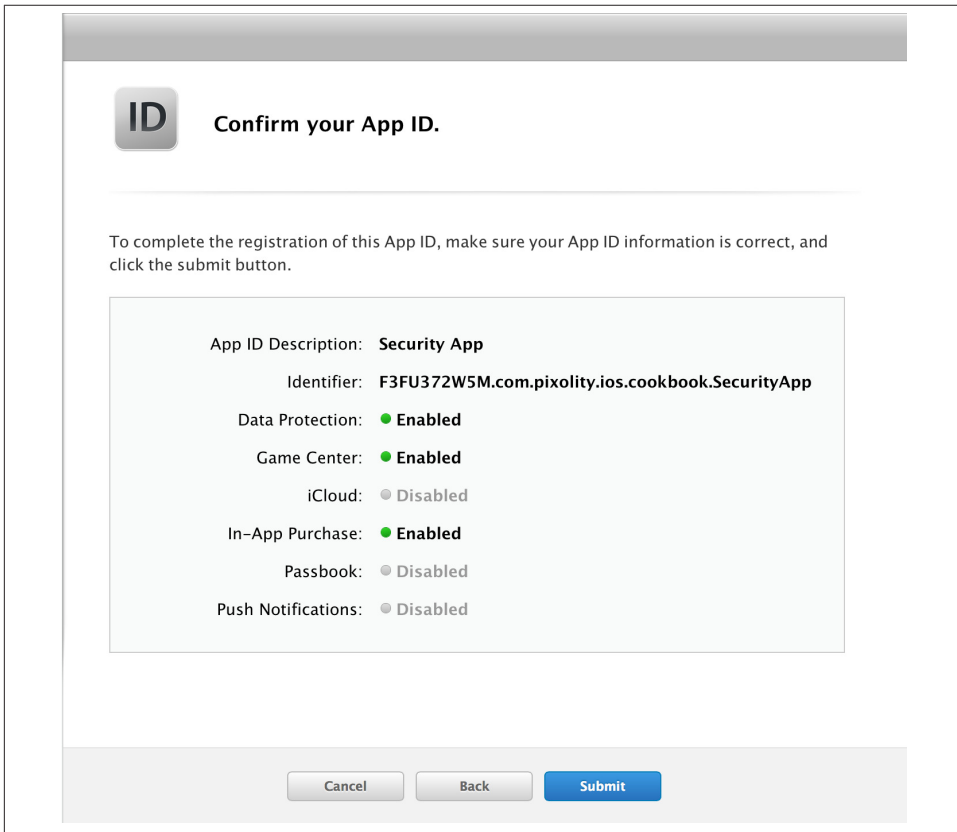 ID
Confirm your App ID.
To complete the registration of this App ID, make sure your App ID information is correct, and
click the submit button.
App ID Description: Security App
Identifier: F3FU372W5M.com.pixolity.ios.cookbook.SecurityApp
Data Protection: Enabled
Game Center: Enabled
iCloud: Disabled
In-App Purchase: Enabled
Passbook: Disabled
Push Notifications: Disabled
Cancel Back Submit